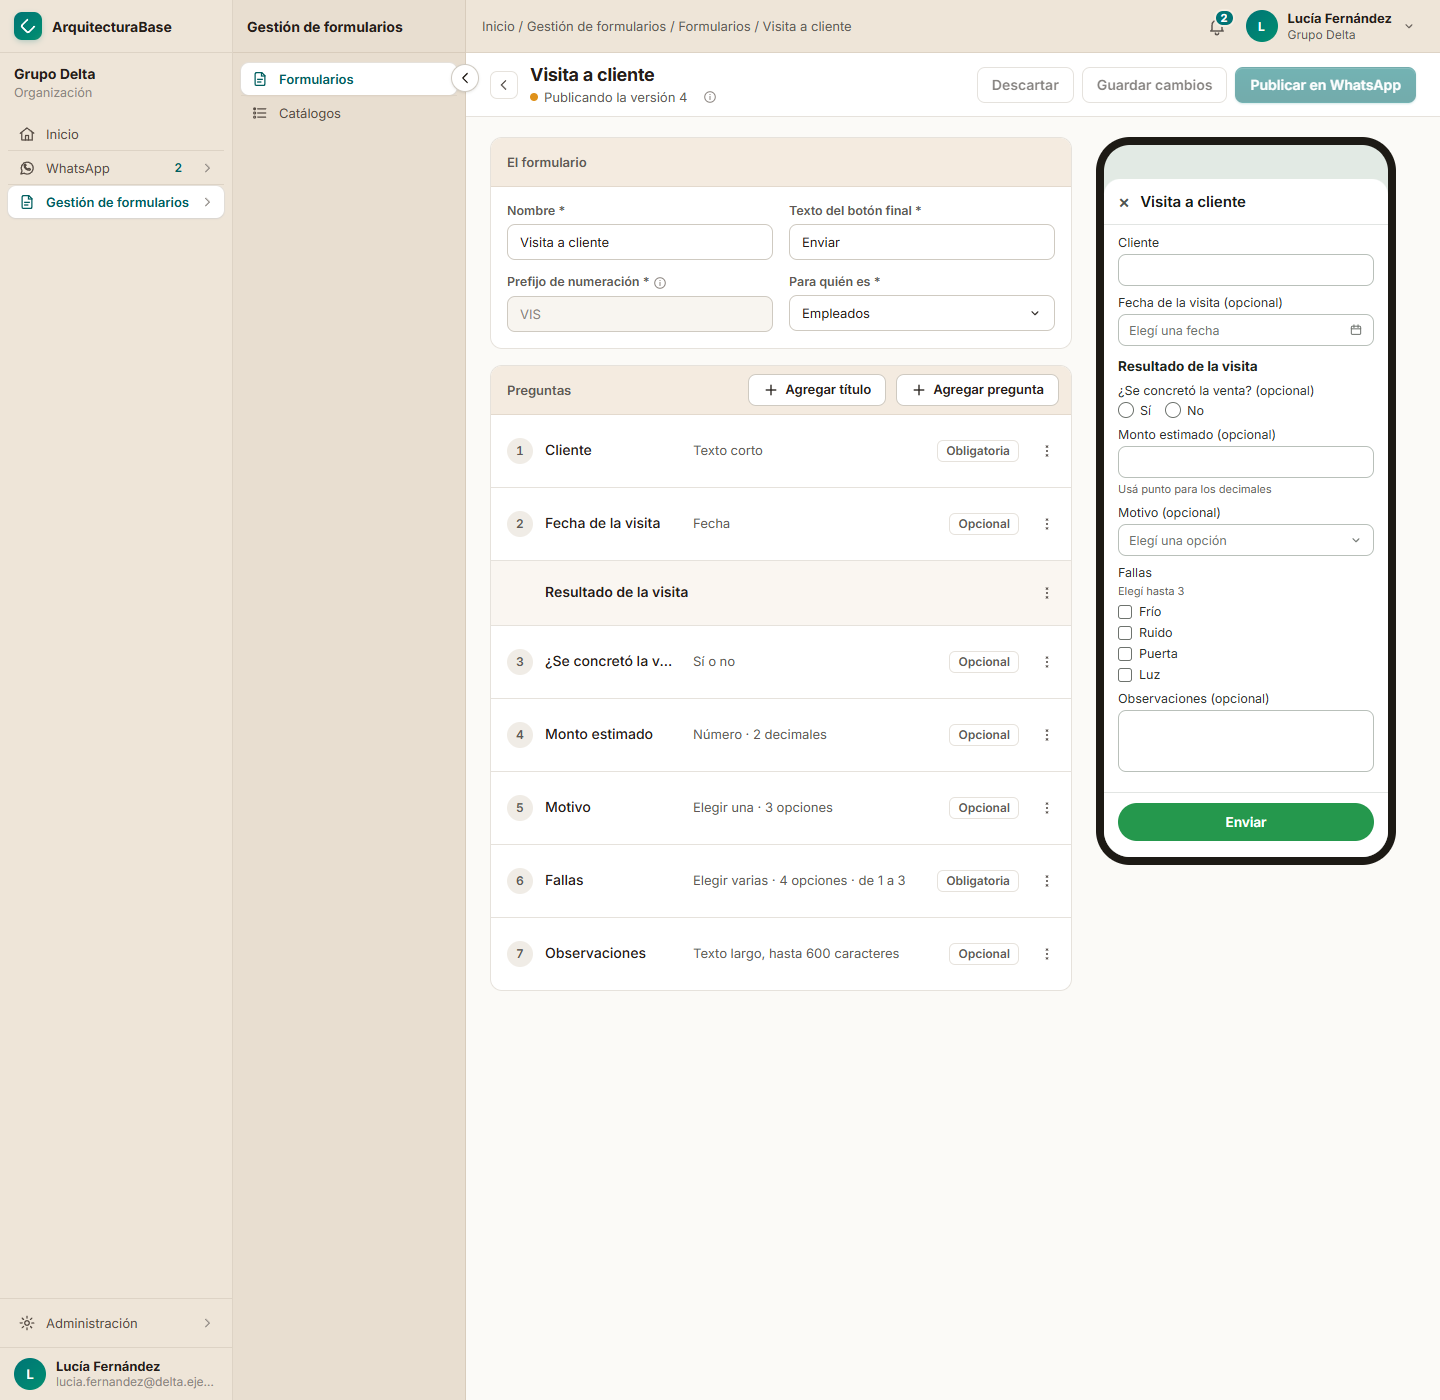 ArquitecturaBase
Grupo Delta
Organización
Inicio
WhatsApp 2
Gestión de formularios
Administración
Lucía Fernández
lucia.fernandez@delta.eje...
L
Gestión de formularios
Formularios
Catálogos
Inicio / Gestión de formularios / Formularios / Visita a cliente
2
L
Lucía Fernández
Grupo Delta
Visita a cliente
Publicando la versión 4
Descartar
Guardar cambios
Publicar en WhatsApp
El formulario
Nombre *
Visita a cliente
Texto del botón final *
Enviar
Prefijo de numeración *
VIS
Para quién es *
Empleados
Preguntas
Agregar título
Agregar pregunta
1 Cliente Texto corto Obligatoria
2 Fecha de la visita Fecha Opcional
Resultado de la visita
3 ¿Se concretó la v... Sí o no Opcional
4 Monto estimado Número · 2 decimales Opcional
5 Motivo Elegir una · 3 opciones Opcional
6 Fallas Elegir varias · 4 opciones · de 1 a 3 Obligatoria
7 Observaciones Texto largo, hasta 600 caracteres Opcional
Visita a cliente
Cliente
Fecha de la visita (opcional)
Elegí una fecha
Resultado de la visita
¿Se concretó la venta? (opcional)
Sí No
Monto estimado (opcional)
Usá punto para los decimales
Motivo (opcional)
Elegí una opción
Fallas
Elegí hasta 3
Frío
Ruido
Puerta
Luz
Observaciones (opcional)
Enviar